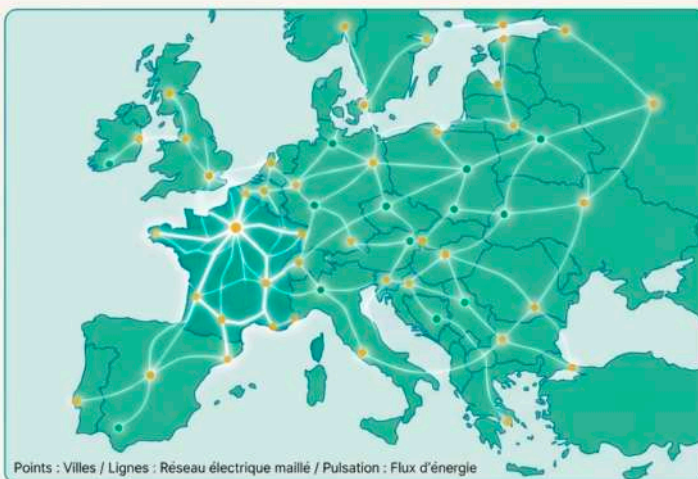 Points : Villes / Lignes : Réseau électrique maillé / Pulsation : Flux d'énergie